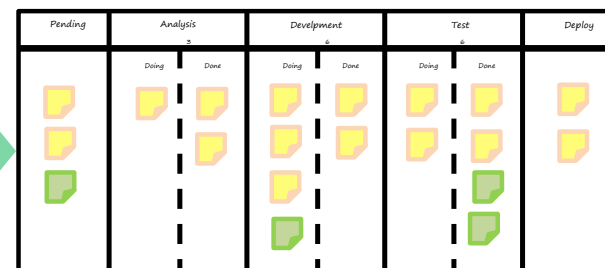 Pending
Analysis
3
Develpment
6
Test
6
Deploy
Doing
Done
Doing
Done
Doing
Done